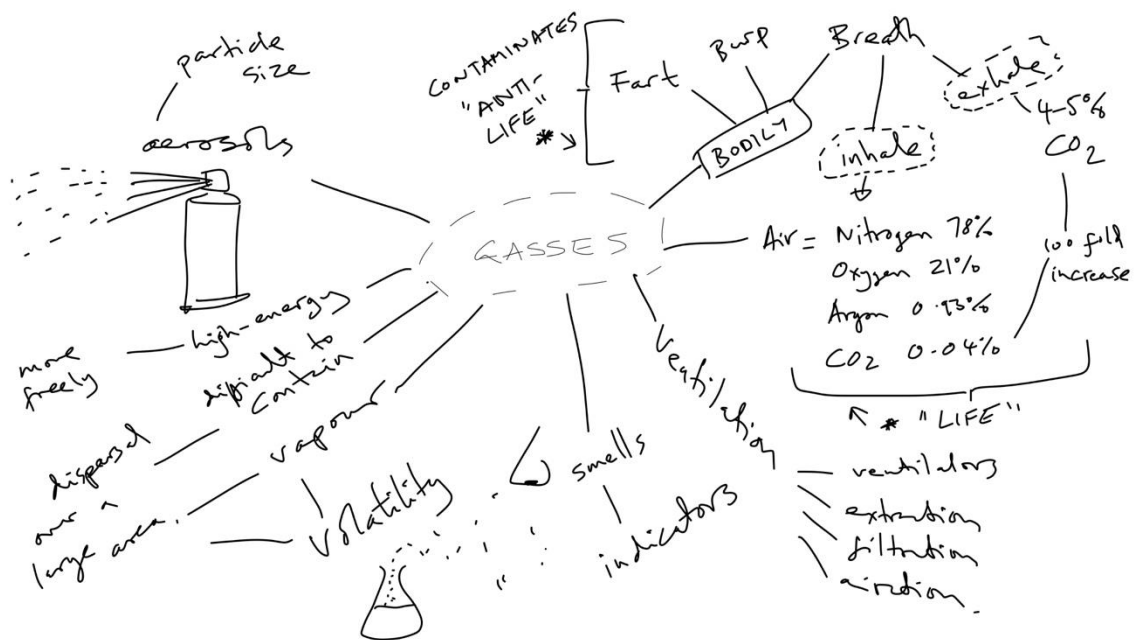 particle
size
aerosols
CONTAMINATES
"ANTI-
LIFE"
*
Fart
Burp
Breath
BODILY
inhale
exhale
4-5%
CO2
100 fold
increase
GASSES
Air = Nitrogen 78%
Oxygen 21%
Argon 0.93%
CO2 0.04%
* "LIFE"
high-energy
more
freely
difficult to
contain
dispersal
over a
large area.
vapour
volatility
smells
indicators
Ventilation
ventilators
extraction
filtration
airation.